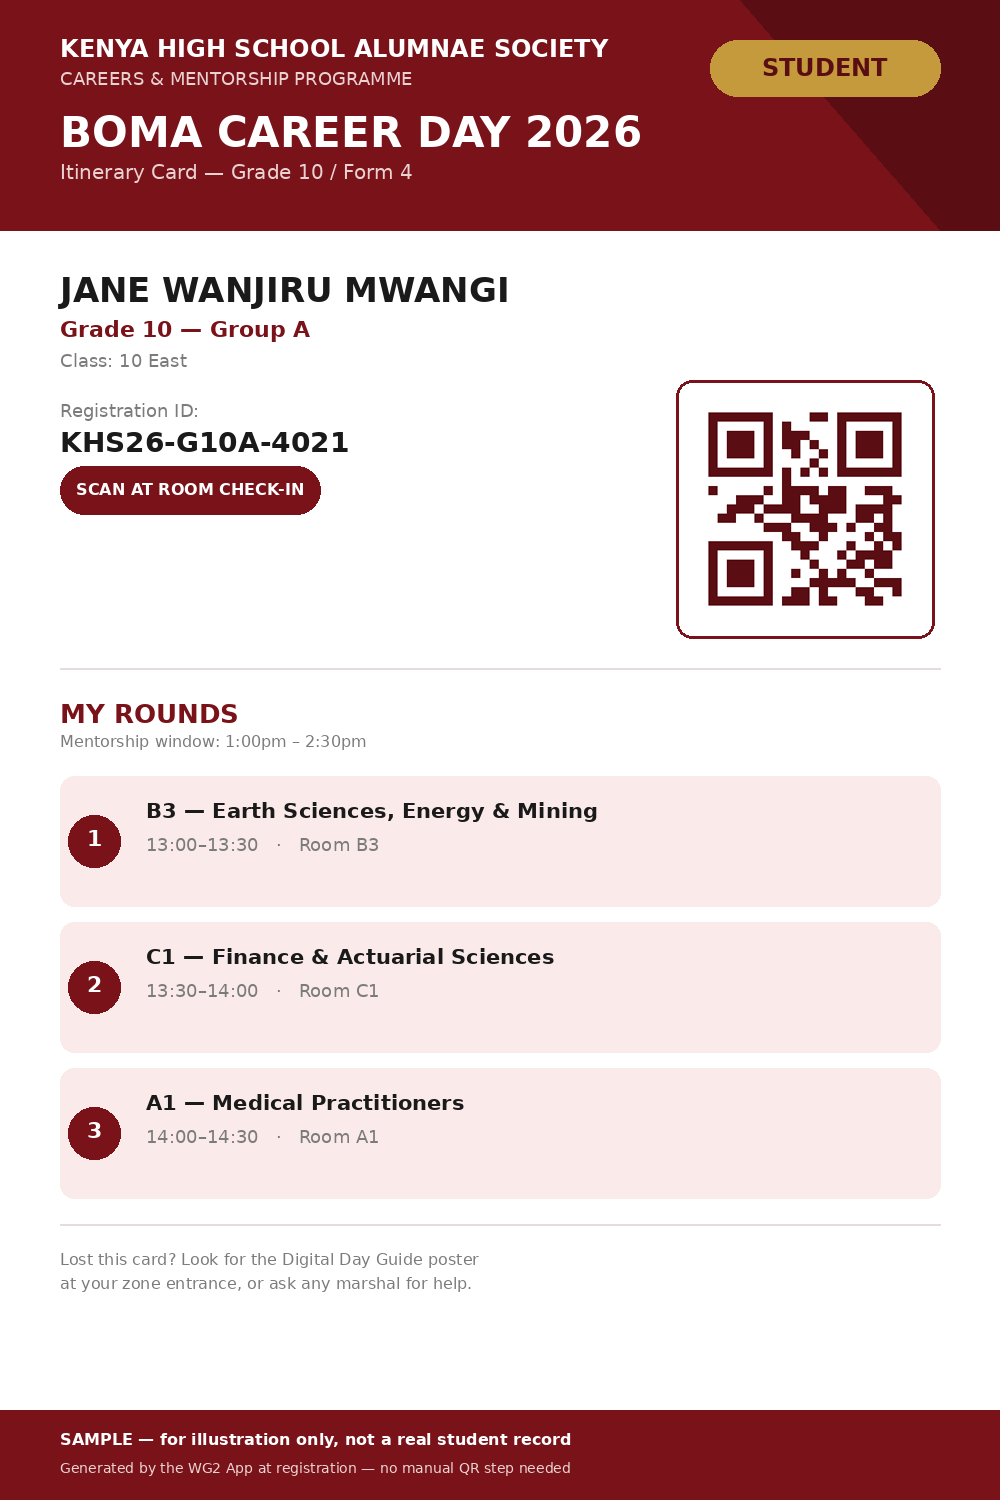 KENYA HIGH SCHOOL ALUMNAE SOCIETY
CAREERS & MENTORSHIP PROGRAMME
STUDENT
BOMA CAREER DAY 2026
Itinerary Card — Grade 10 / Form 4
JANE WANJIRU MWANGI
Grade 10 — Group A
Class: 10 East
Registration ID:
KHS26-G10A-4021
SCAN AT ROOM CHECK-IN
MY ROUNDS
Mentorship window: 1:00pm – 2:30pm
1
B3 — Earth Sciences, Energy & Mining
13:00–13:30 · Room B3
2
C1 — Finance & Actuarial Sciences
13:30–14:00 · Room C1
3
A1 — Medical Practitioners
14:00–14:30 · Room A1
Lost this card? Look for the Digital Day Guide poster
at your zone entrance, or ask any marshal for help.
SAMPLE — for illustration only, not a real student record
Generated by the WG2 App at registration — no manual QR step needed